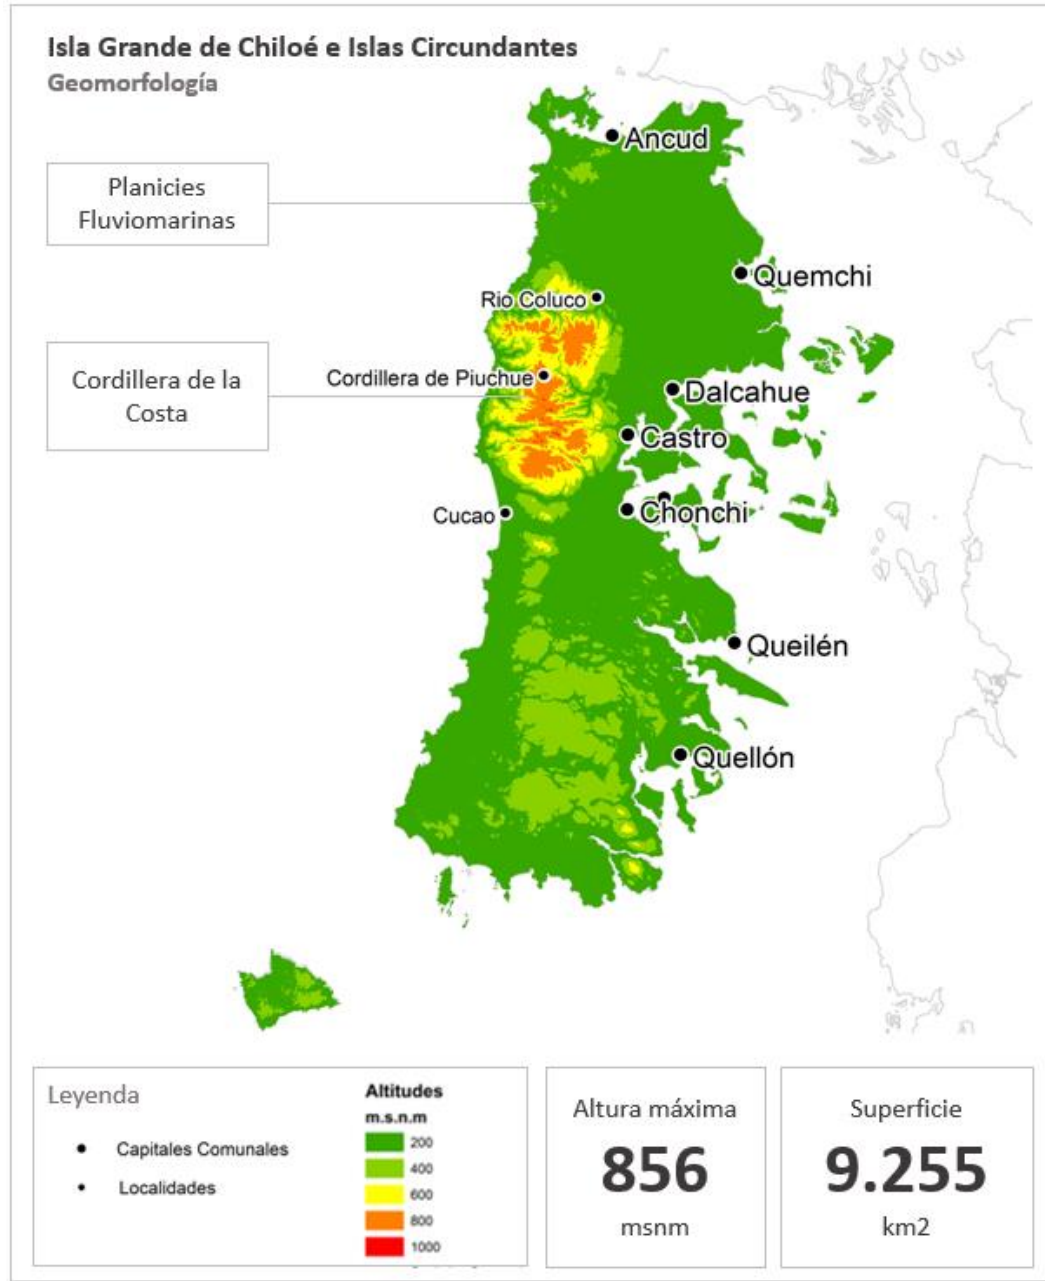 Isla Grande de Chiloé e Islas Circundantes
Geomorfología
Ancud
Planicies
Fluviomarinas
Quemchi
Rio Coluco
Cordillera de la
Costa
Cordillera de Piuchue
Dalcahue
Castro
Chonchi
Cucao
Queilén
Quellón
Leyenda
Capitales Comunales
Localidades
Altitudes
m.s.n.m
200
400
600
800
1000
Altura máxima
856
msnm
Superficie
9.255
km2